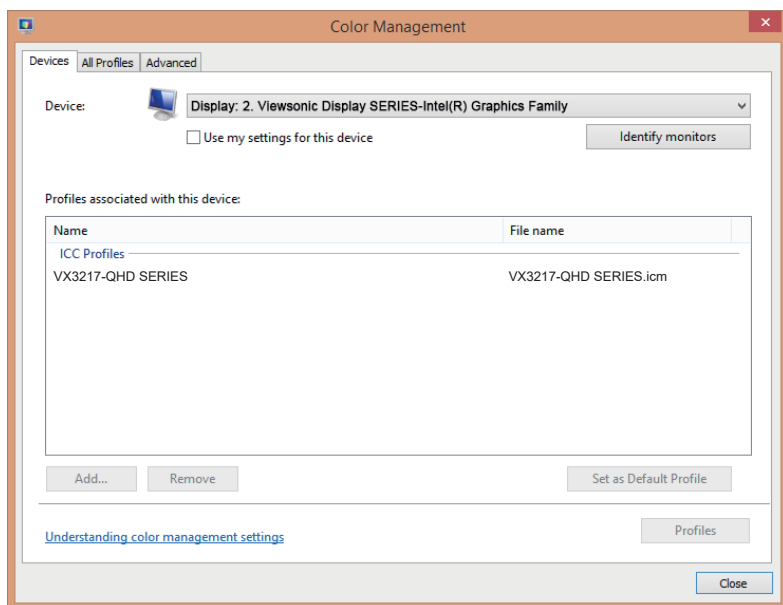 Color Management
Devices All Profiles Advanced
Device: Display: 2. Viewsonic Display SERIES-Intel(R) Graphics Family
Use my settings for this device Identify monitors
Profiles associated with this device:
Name File name
ICC Profiles
VX3217-QHD SERIES VX3217-QHD SERIES.icm
Add... Remove Set as Default Profile
Understanding color management settings Profiles
Close